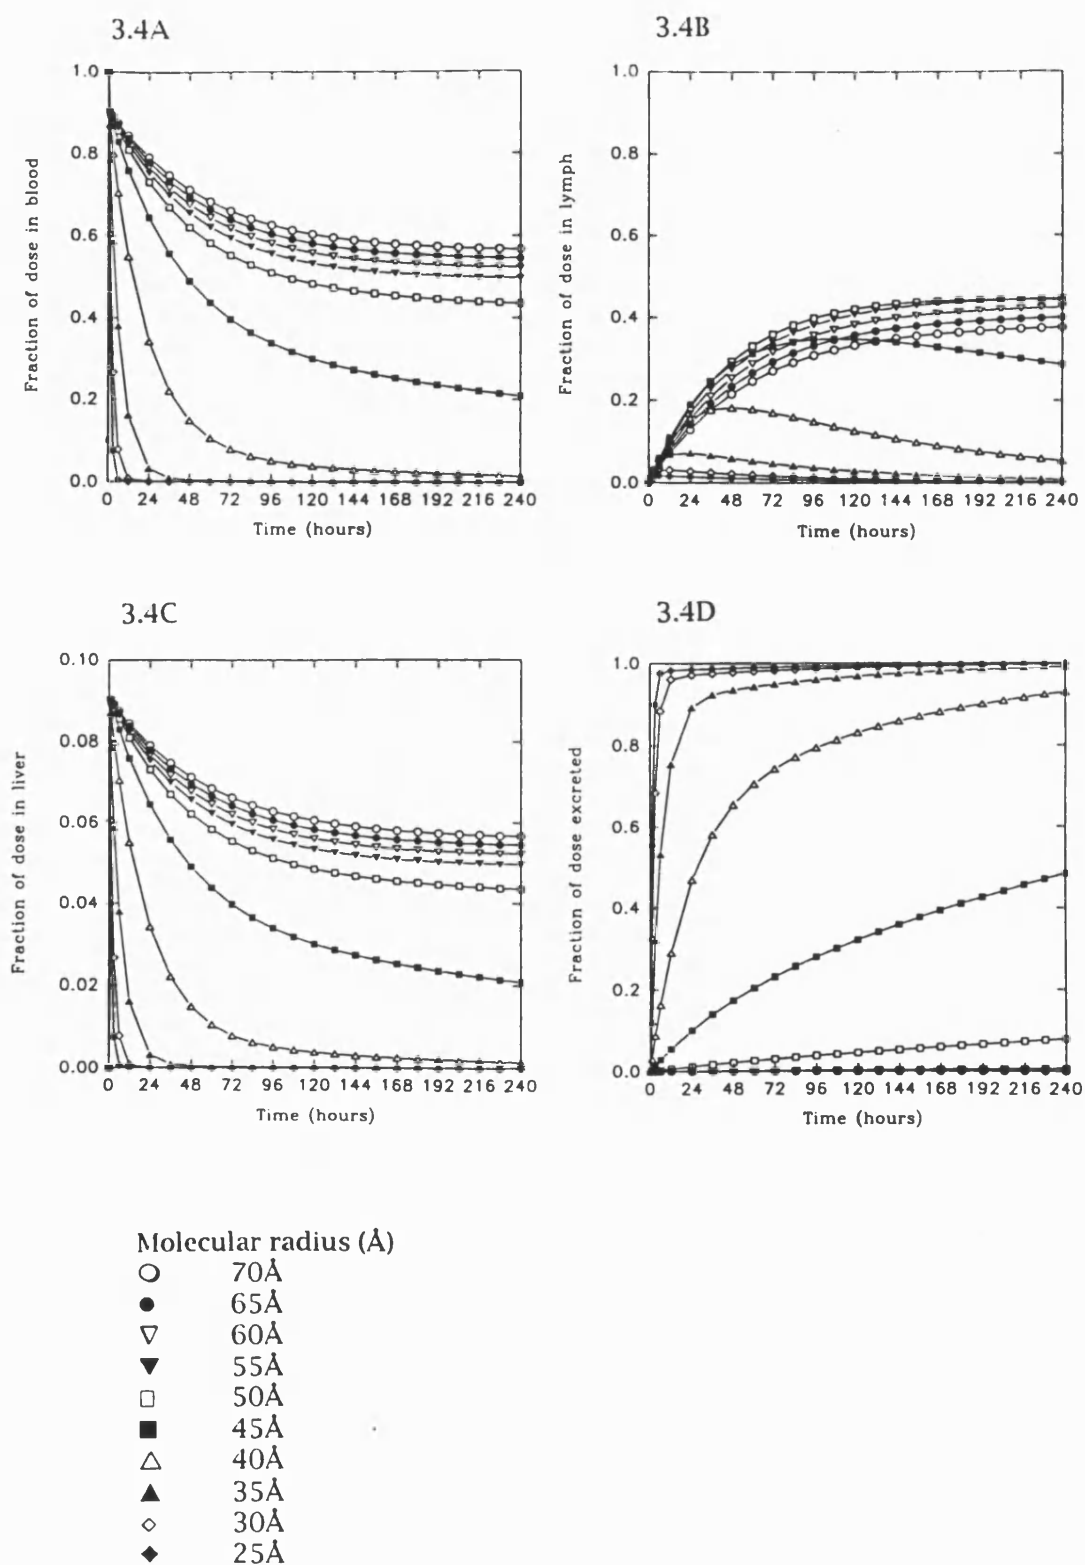 3.4A
1.0
0.8
0.6
0.4
0.2
0.0
Fraction of dose in blood
0 24 48 72 96 120 144 168 192 216 240
Time (hours)
3.4B
1.0
0.8
0.6
0.4
0.2
0.0
Fraction of dose in lymph
0 24 48 72 96 120 144 168 192 216 240
Time (hours)
3.4C
0.10
0.08
0.06
0.04
0.02
0.00
Fraction of dose in liver
0 24 48 72 96 120 144 168 192 216 240
Time (hours)
3.4D
1.0
0.8
0.6
0.4
0.2
0.0
Fraction of dose excreted
0 24 48 72 96 120 144 168 192 216 240
Time (hours)
Molecular radius (Å)
70Å
65Å
60Å
55Å
50Å
45Å
40Å
35Å
30Å
25Å